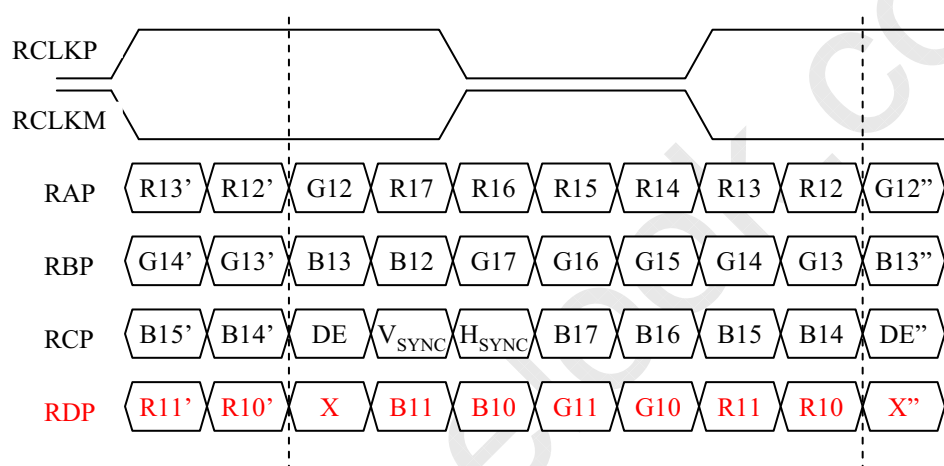 RCLKP
RCLKM
RAP R13’ R12’ G12 R17 R16 R15 R14 R13 R12 G12”
RBP G14’ G13’ B13 B12 G17 G16 G15 G14 G13 B13”
RCP B15’ B14’ DE VSYNC HSYNC B17 B16 B15 B14 DE”
RDP R11’ R10’ X B11 B10 G11 G10 R11 R10 X”